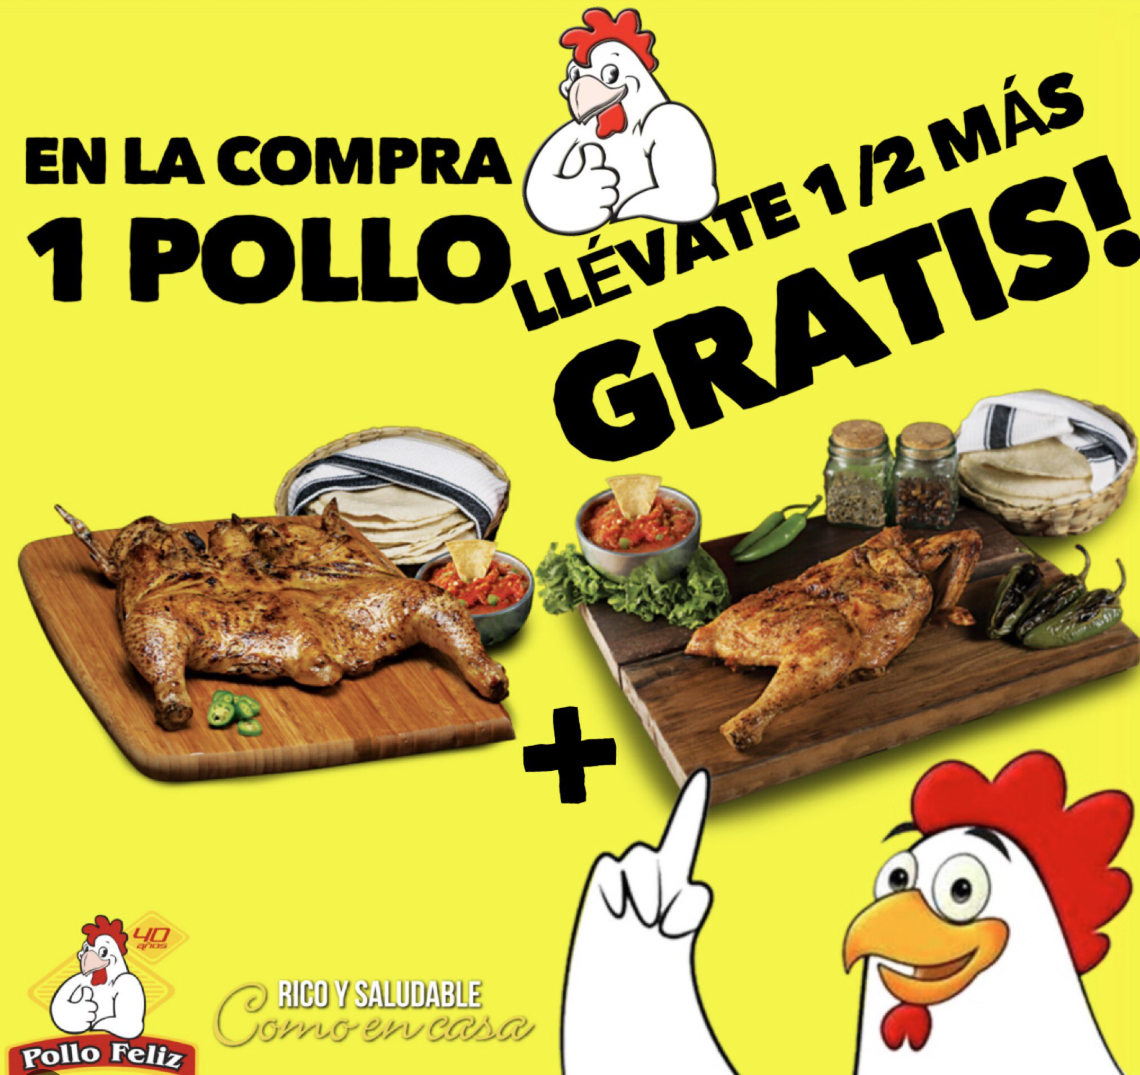 EN LA COMPRA
1 POLLO
LLÉVATE 1/2 MÁS
GRATIS!
+
40
años
Pollo Feliz
RICO Y SALUDABLE
Como en casa